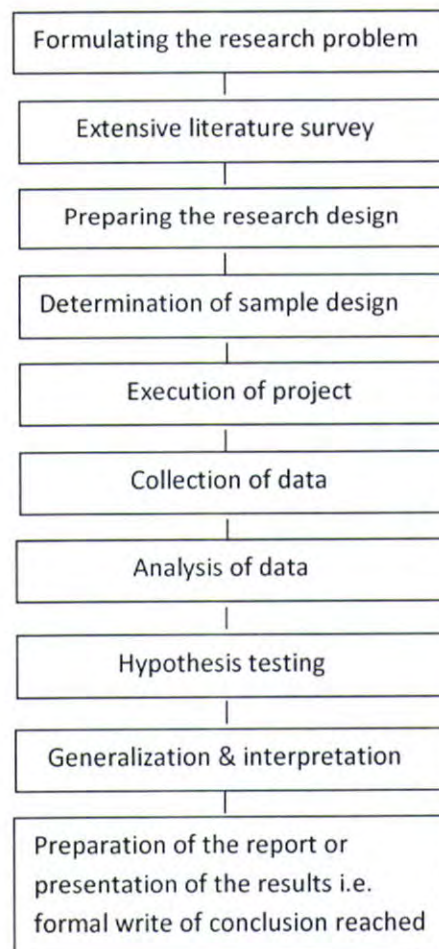 Formulating the research problem
Extensive literature survey
Preparing the research design
Determination of sample design
Execution of project
Collection of data
Analysis of data
Hypothesis testing
Generalization & interpretation
Preparation of the report or
presentation of the results i.e.
formal write of conclusion reached